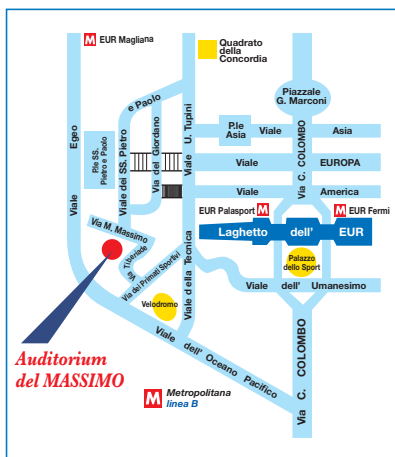 M EUR Magliana
Quadrato
della
Concordia
Piazzale
G. Marconi
e Paolo
Viale dei SS. Pietro
Via del Giordano
Viale U. Tupini
Viale Egeo
P.le SS.
Pietro e Paolo
P.le
Asia
Viale Asia
Viale EUROPA
Viale America
Via C. COLOMBO
EUR Palasport M
M EUR Fermi
Laghetto dell' EUR
Via M. Massimo
Via Tiberiade
Via dei Primati Sportivi
Viale della Tecnica
Palazzo
dello Sport
Viale dell' Umanesimo
Velodromo
Viale dell' Oceano Pacifico
Auditorium
del MASSIMO
M Metropolitana
linea B
Via C. COLOMBO